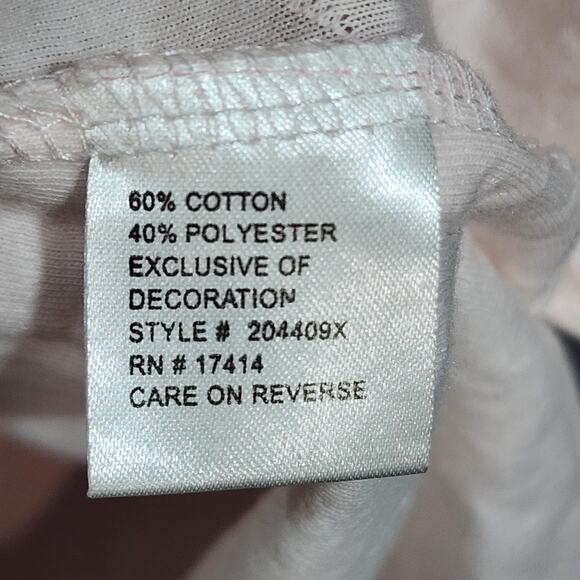 60% COTTON
40% POLYESTER
EXCLUSIVE OF
DECORATION
STYLE # 204409X
RN # 17414
CARE ON REVERSE